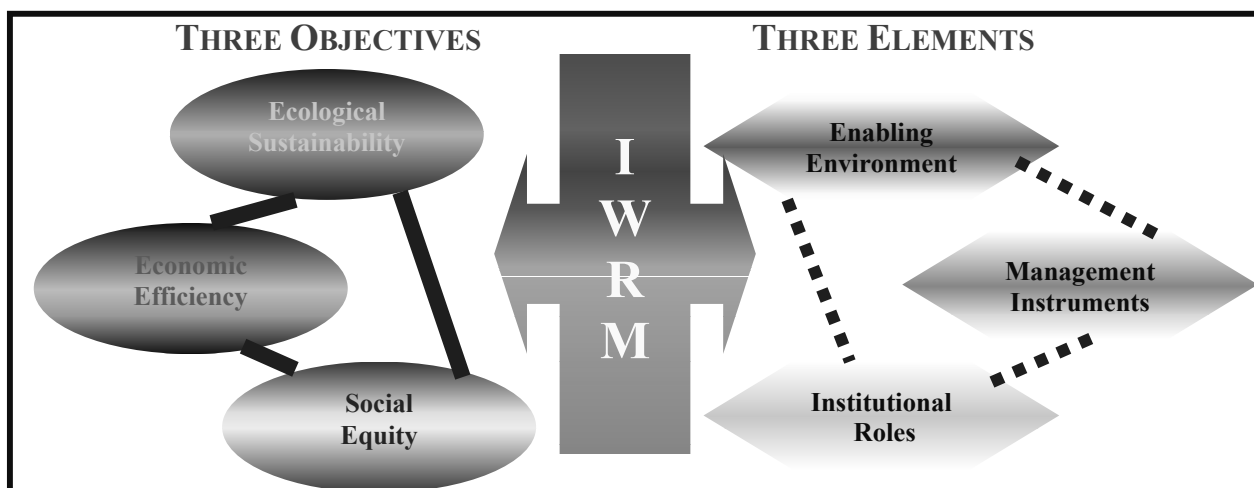 THREE OBJECTIVES
Ecological
Sustainability
Economic
Efficiency
Social
Equity
I
W
R
M
THREE ELEMENTS
Enabling
Environment
Management
Instruments
Institutional
Roles